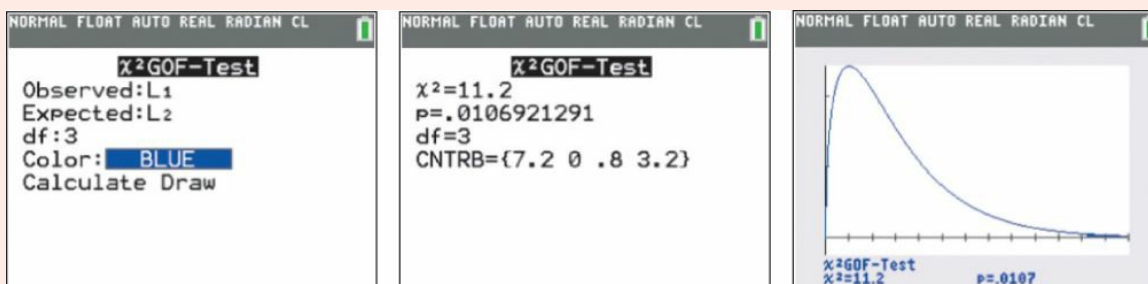 NORMAL FLOAT AUTO REAL RADIAN CL
χ²GOF-Test
Observed:L₁
Expected:L₂
df:3
Color: BLUE
Calculate Draw
NORMAL FLOAT AUTO REAL RADIAN CL
χ²GOF-Test
χ²=11.2
p=.0106921291
df=3
CNTRB={7.2 0 .8 3.2}
NORMAL FLOAT AUTO REAL RADIAN CL
χ²GOF-Test
χ²=11.2 p=.0107